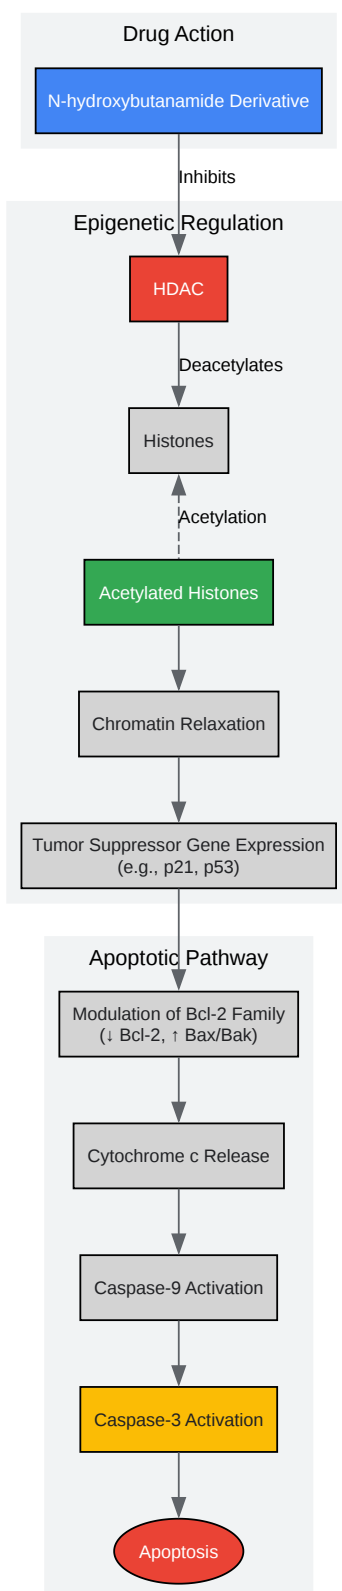 Drug Action
N-hydroxybutanamide Derivative
Inhibits
Epigenetic Regulation
HDAC
Deacetylates
Histones
Acetylation
Acetylated Histones
Chromatin Relaxation
Tumor Suppressor Gene Expression
(e.g., p21, p53)
Apoptotic Pathway
Modulation of Bcl-2 Family
(↓ Bcl-2, ↑ Bax/Bak)
Cytochrome c Release
Caspase-9 Activation
Caspase-3 Activation
Apoptosis